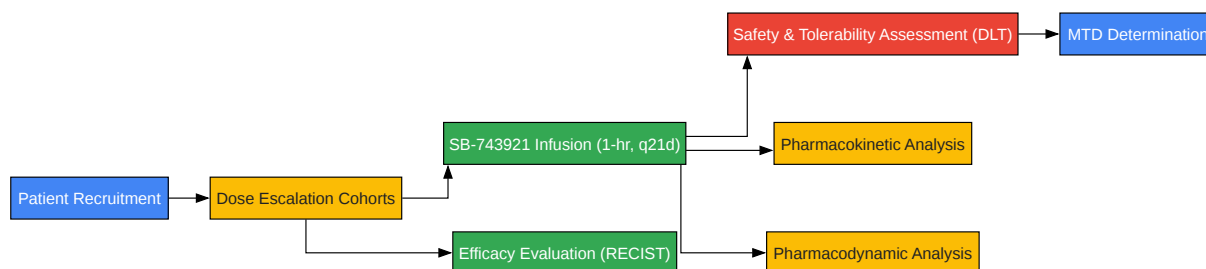 Safety & Tolerability Assessment (DLT)
MTD Determination
SB-743921 Infusion (1-hr, q21d)
Pharmacokinetic Analysis
Patient Recruitment
Dose Escalation Cohorts
Efficacy Evaluation (RECIST)
Pharmacodynamic Analysis